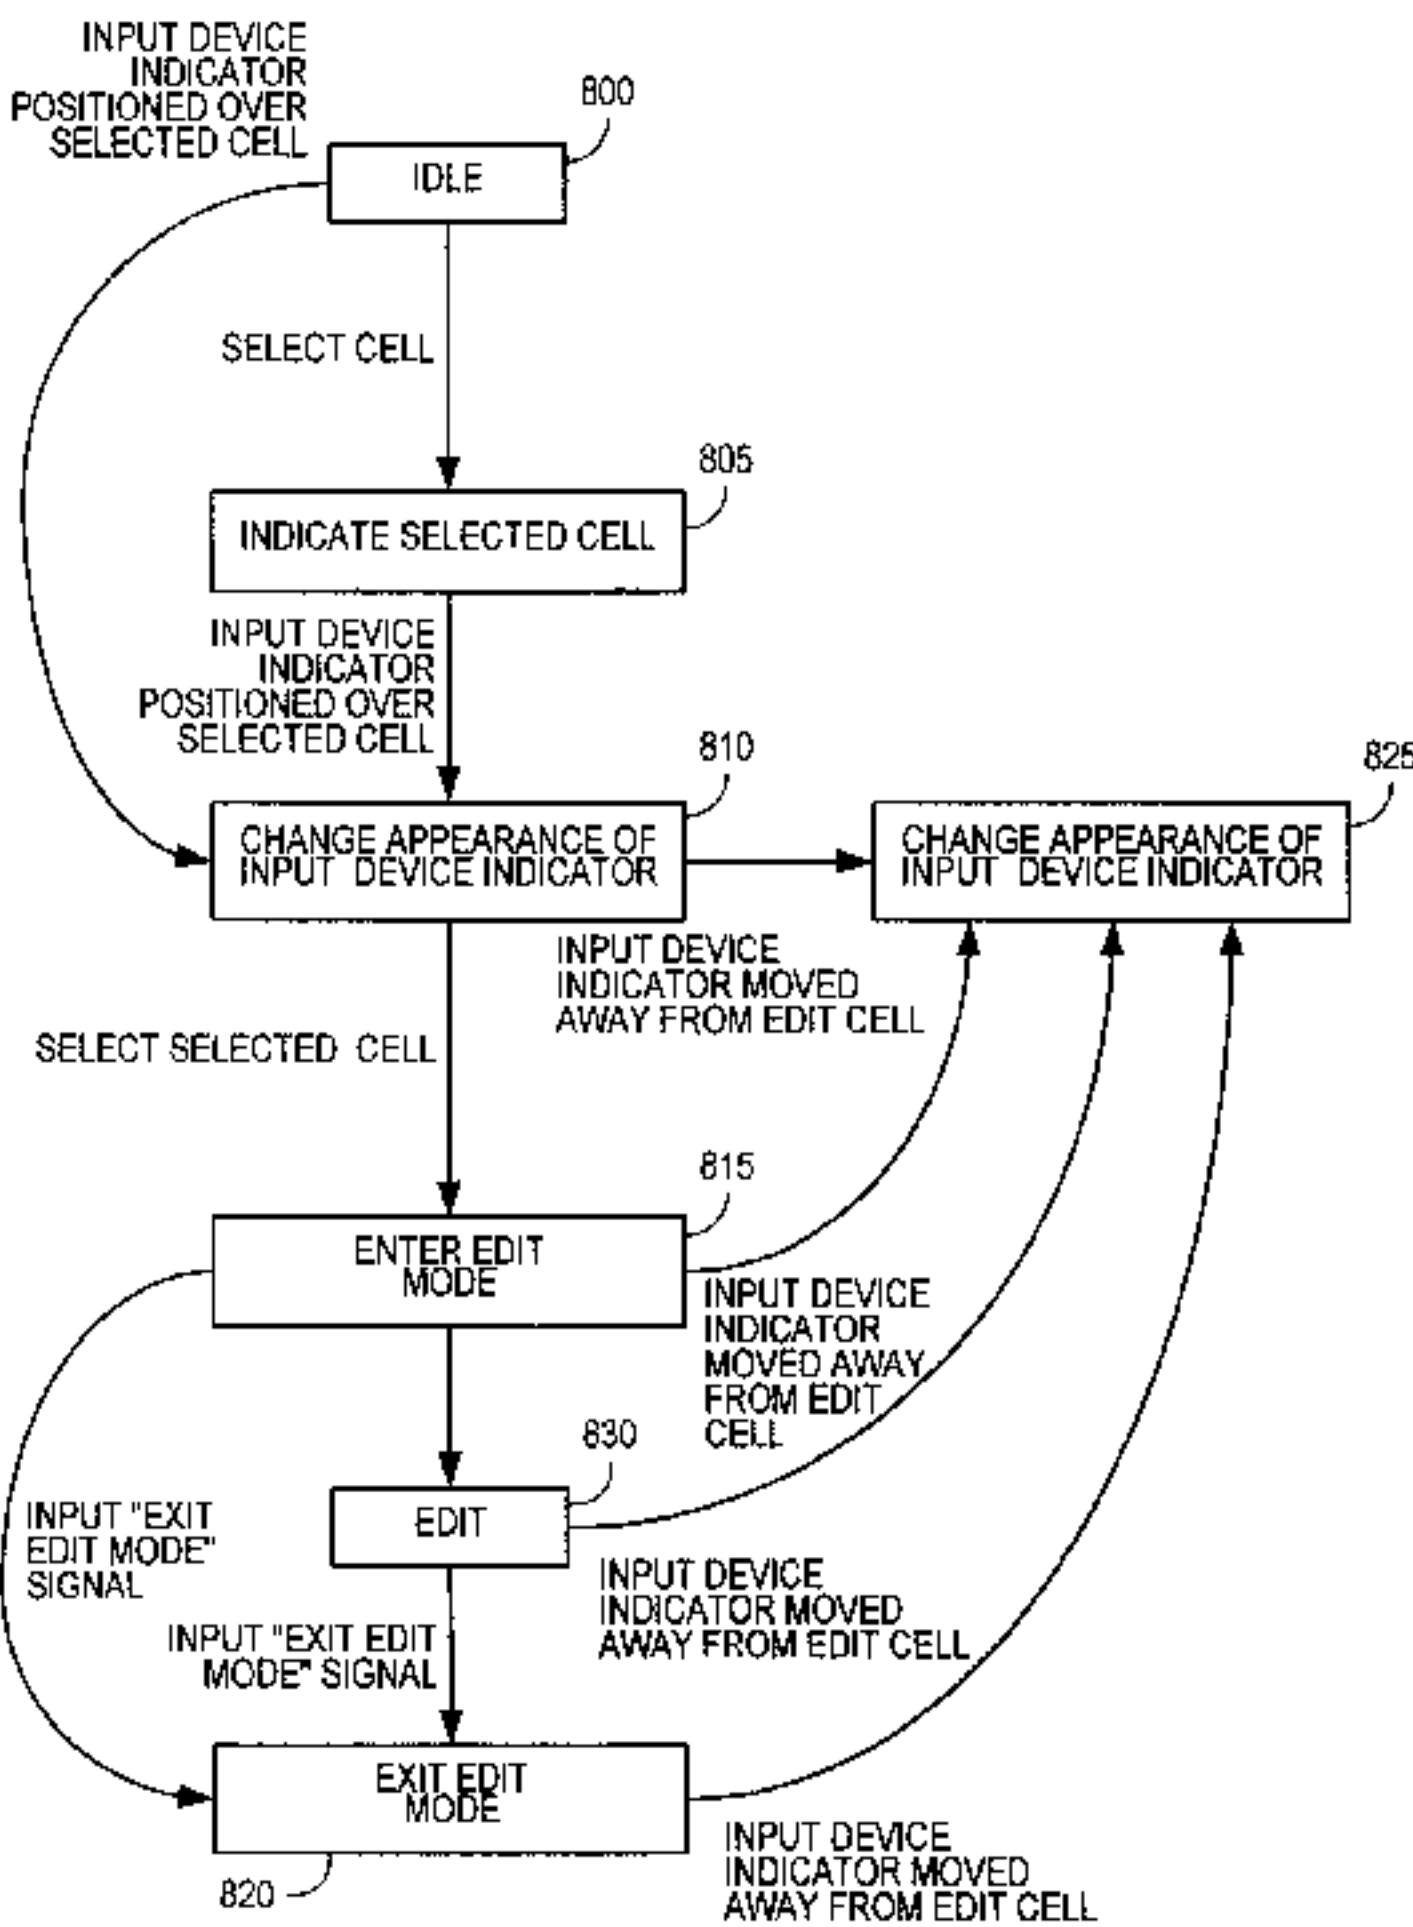 INPUT DEVICE
INDICATOR
POSITIONED OVER
SELECTED CELL
800
IDLE
SELECT CELL
805
INDICATE SELECTED CELL
INPUT DEVICE
INDICATOR
POSITIONED OVER
SELECTED CELL
810
825
CHANGE APPEARANCE OF
INPUT DEVICE INDICATOR
CHANGE APPEARANCE OF
INPUT DEVICE INDICATOR
INPUT DEVICE
INDICATOR MOVED
AWAY FROM EDIT CELL
SELECT SELECTED CELL
815
ENTER EDIT
MODE
INPUT DEVICE
INDICATOR
MOVED AWAY
FROM EDIT
CELL
830
EDIT
INPUT "EXIT
EDIT MODE"
SIGNAL
INPUT DEVICE
INDICATOR MOVED
AWAY FROM EDIT CELL
INPUT "EXIT EDIT
MODE" SIGNAL
EXIT EDIT
MODE
820
INPUT DEVICE
INDICATOR MOVED
AWAY FROM EDIT CELL